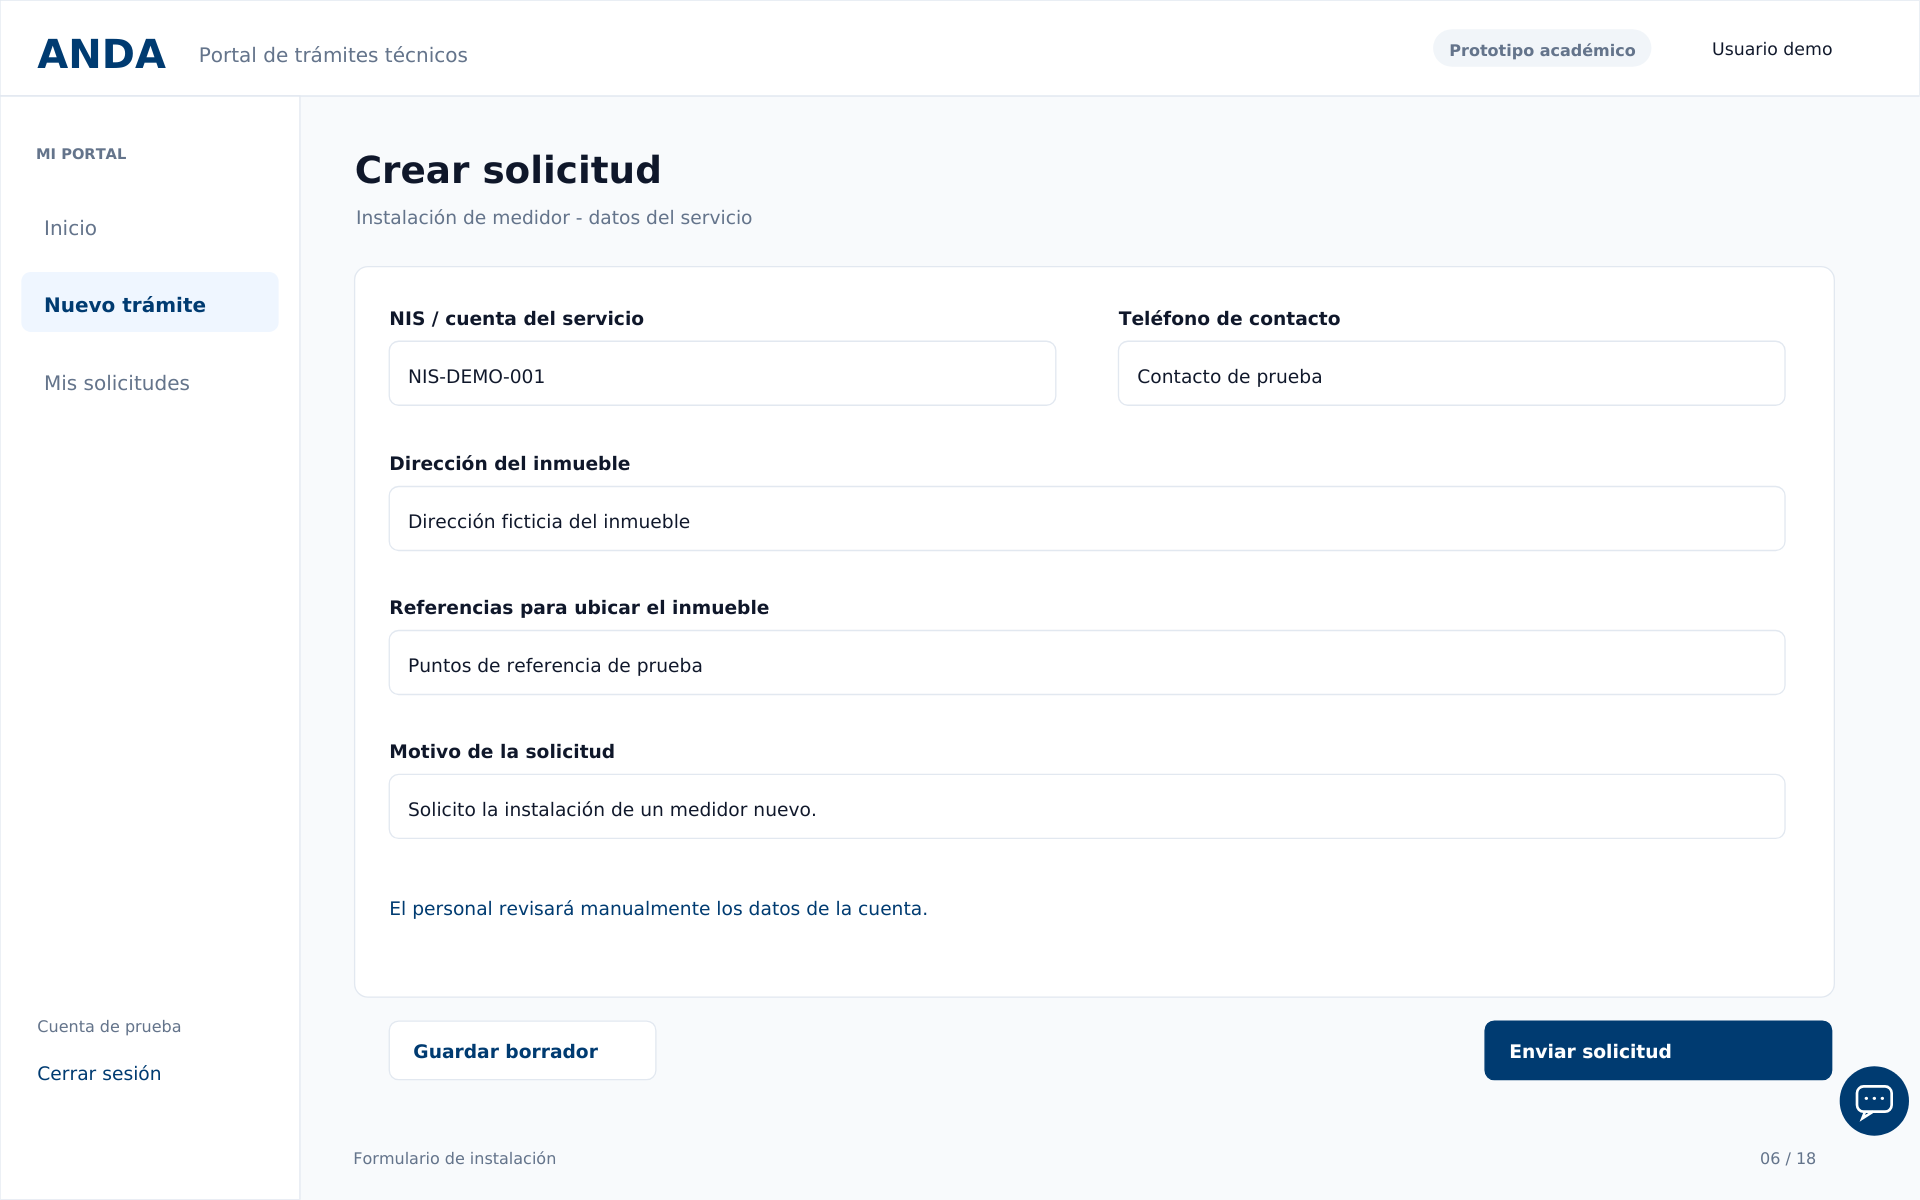 ANDA
Portal de trámites técnicos
Prototipo académico
Usuario demo
MI PORTAL
Inicio
Nuevo trámite
Mis solicitudes
Cuenta de prueba
Cerrar sesión
Crear solicitud
Instalación de medidor - datos del servicio
NIS / cuenta del servicio
NIS-DEMO-001
Teléfono de contacto
Contacto de prueba
Dirección del inmueble
Dirección ficticia del inmueble
Referencias para ubicar el inmueble
Puntos de referencia de prueba
Motivo de la solicitud
Solicito la instalación de un medidor nuevo.
El personal revisará manualmente los datos de la cuenta.
Guardar borrador
Enviar solicitud
Formulario de instalación
06 / 18